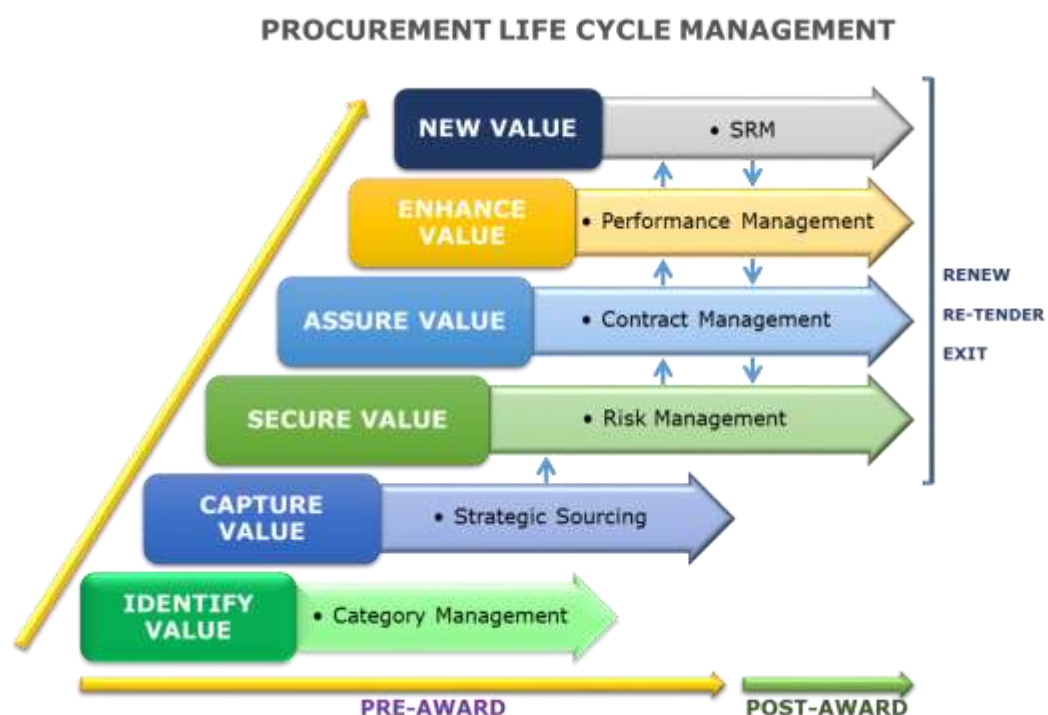 PROCUREMENT LIFE CYCLE MANAGEMENT
NEW VALUE
• SRM
ENHANCE
VALUE
• Performance Management
ASSURE VALUE
• Contract Management
SECURE VALUE
• Risk Management
CAPTURE
VALUE
• Strategic Sourcing
IDENTIFY
VALUE
• Category Management
RENEW
RE-TENDER
EXIT
PRE-AWARD
POST-AWARD